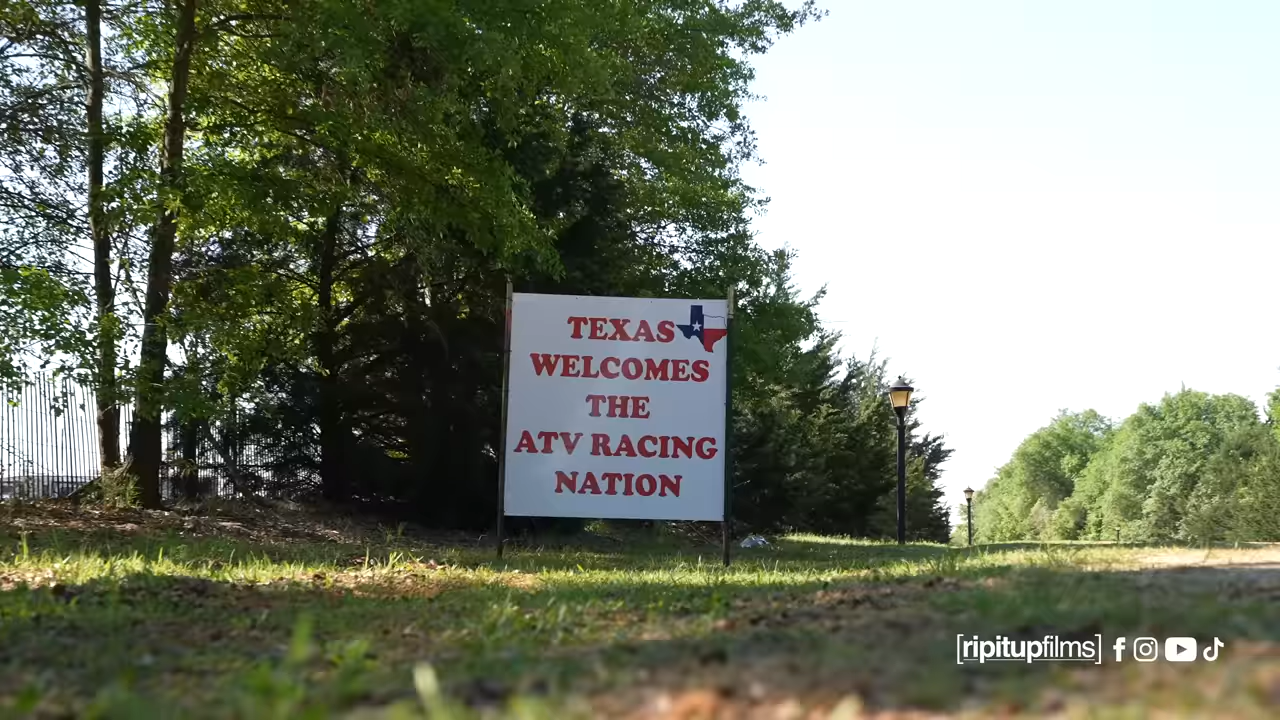 TEXAS
WELCOMES
THE
ATV RACING
NATION
[ripitupfilms]